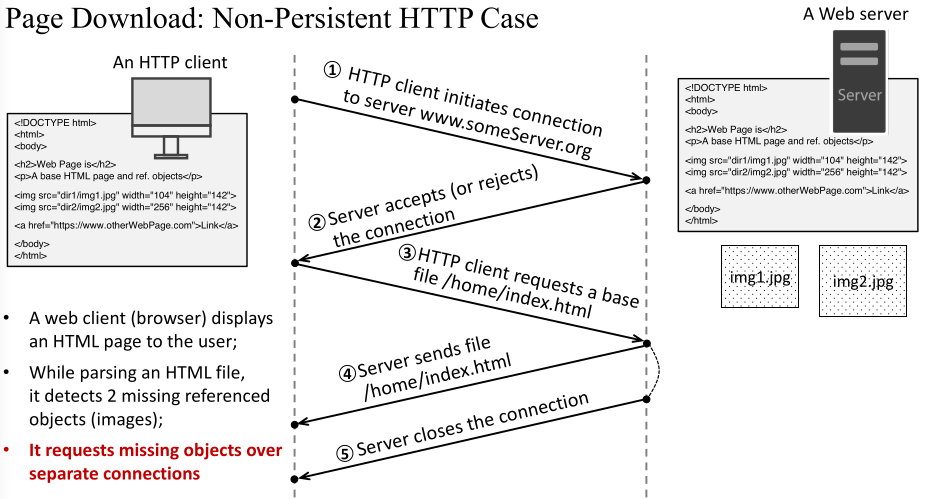 Page Download: Non-Persistent HTTP Case
A Web server
An HTTP client
Server
<!DOCTYPE html>
<html>
<body>
<h2>Web Page is</h2>
<p>A base HTML page and ref. objects</p>
<img src="dir1/img1.jpg" width="104" height="142">
<img src="dir2/img2.jpg" width="256" height="142">
<a href="https://www.otherWebPage.com">Link</a>
</body>
</html>
① HTTP client initiates connection
to server www.someServer.org
② Server accepts (or rejects)
the connection
③ HTTP client requests a base
file /home/index.html
④ Server sends file
/home/index.html
⑤ Server closes the connection
<!DOCTYPE html>
<html>
<body>
<h2>Web Page is</h2>
<p>A base HTML page and ref. objects</p>
<img src="dir1/img1.jpg" width="104" height="142">
<img src="dir2/img2.jpg" width="256" height="142">
<a href="https://www.otherWebPage.com">Link</a>
</body>
</html>
img1.jpg
img2.jpg
• A web client (browser) displays
an HTML page to the user;
• While parsing an HTML file,
it detects 2 missing referenced
objects (images);
• It requests missing objects over
separate connections